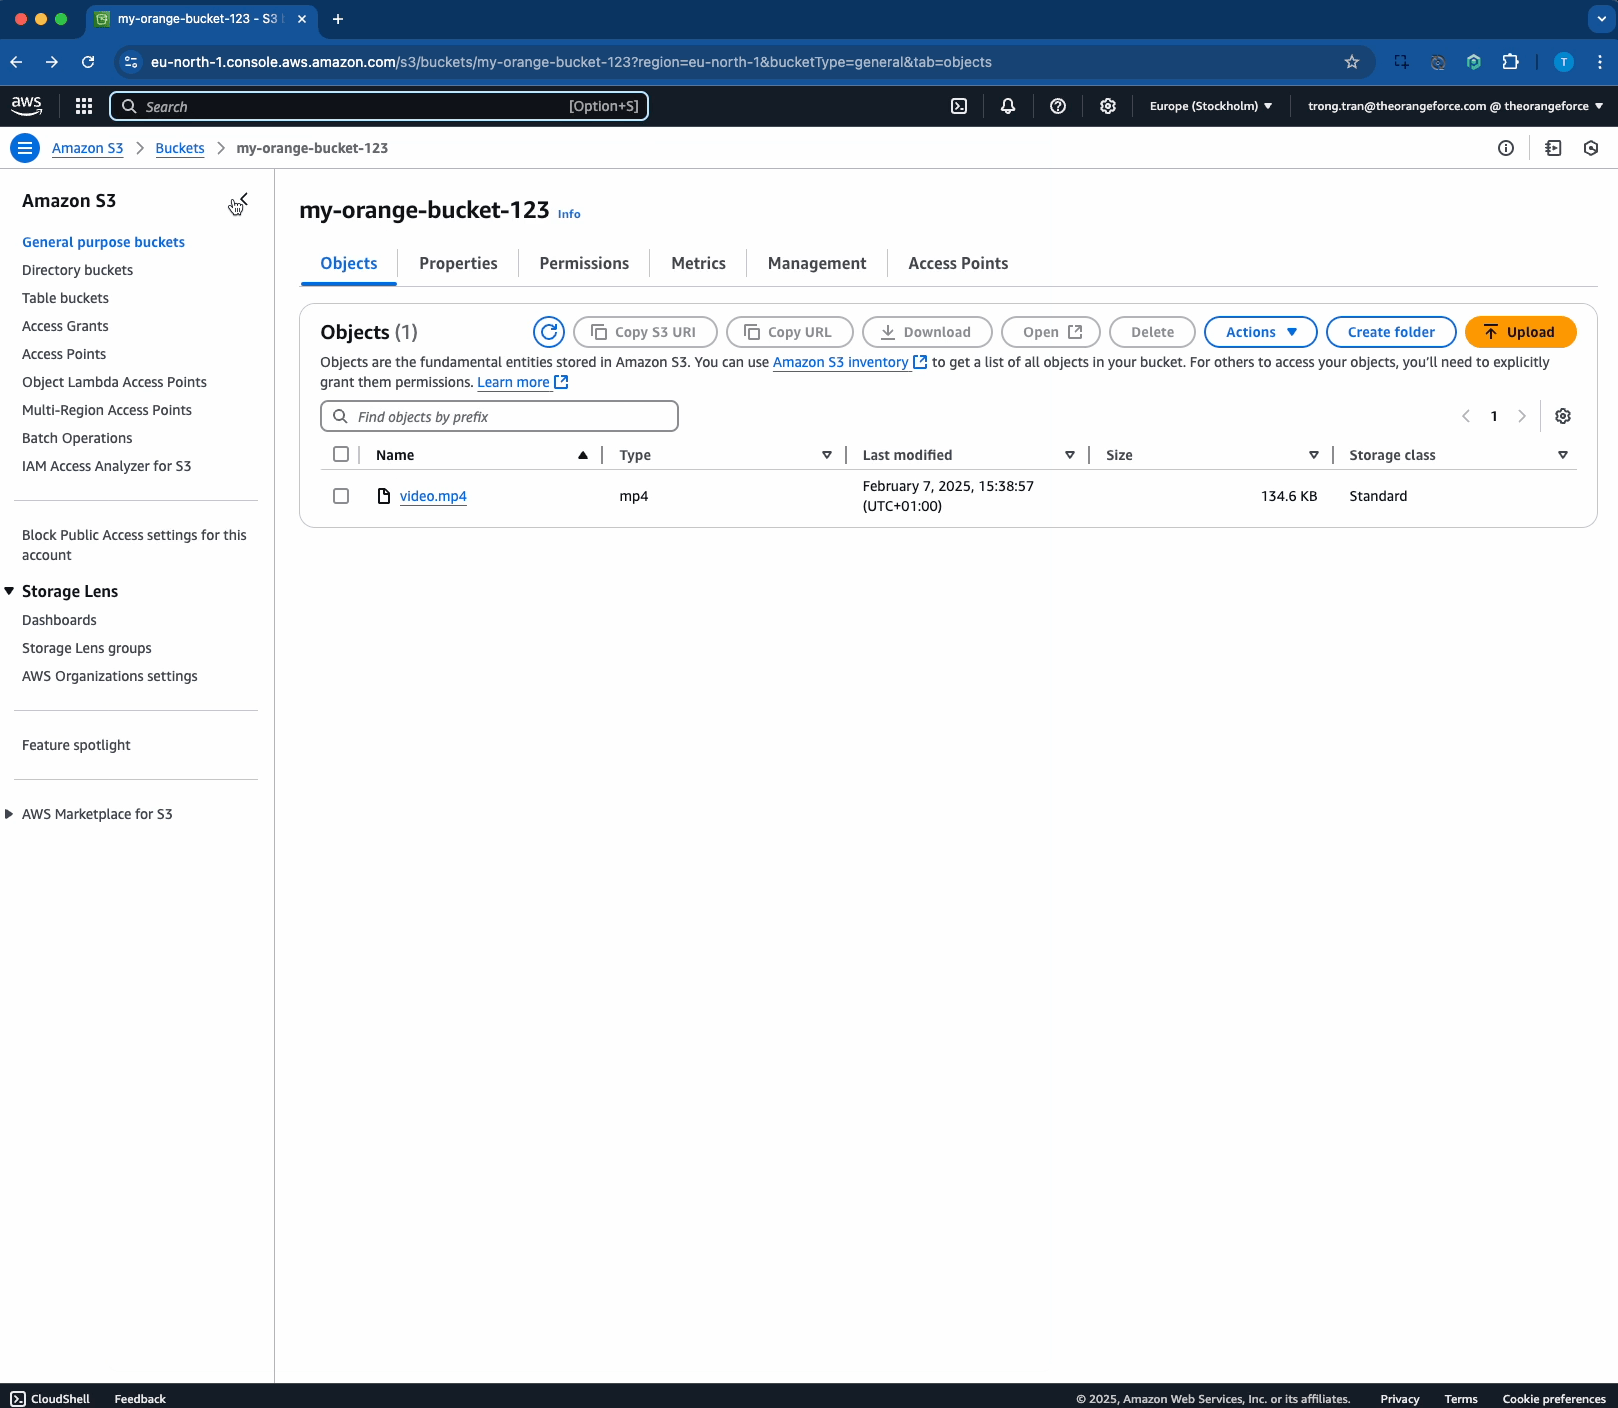 my-orange-bucket-123 - S3
eu-north-1.console.aws.amazon.com/s3/buckets/my-orange-bucket-123?region=eu-north-1&bucketType=general&tab=objects
T
aws
Search
[Option+S]
Europe (Stockholm)
trong.tran@theorangeforce.com @ theorangeforce
Amazon S3
Buckets
my-orange-bucket-123
Amazon S3
General purpose buckets
Directory buckets
Table buckets
Access Grants
Access Points
Object Lambda Access Points
Multi-Region Access Points
Batch Operations
IAM Access Analyzer for S3
Block Public Access settings for this
account
Storage Lens
Dashboards
Storage Lens groups
AWS Organizations settings
Feature spotlight
AWS Marketplace for S3
my-orange-bucket-123 Info
Objects Properties Permissions Metrics Management Access Points
Objects (1)
Copy S3 URI Copy URL Download Open Delete Actions Create folder Upload
Objects are the fundamental entities stored in Amazon S3. You can use Amazon S3 inventory to get a list of all objects in your bucket. For others to access your objects, you’ll need to explicitly
grant them permissions. Learn more
Find objects by prefix
1
Name Type Last modified Size Storage class
video.mp4 mp4 February 7, 2025, 15:38:57 134.6 KB Standard
(UTC+01:00)
CloudShell Feedback © 2025, Amazon Web Services, Inc. or its affiliates. Privacy Terms Cookie preferences